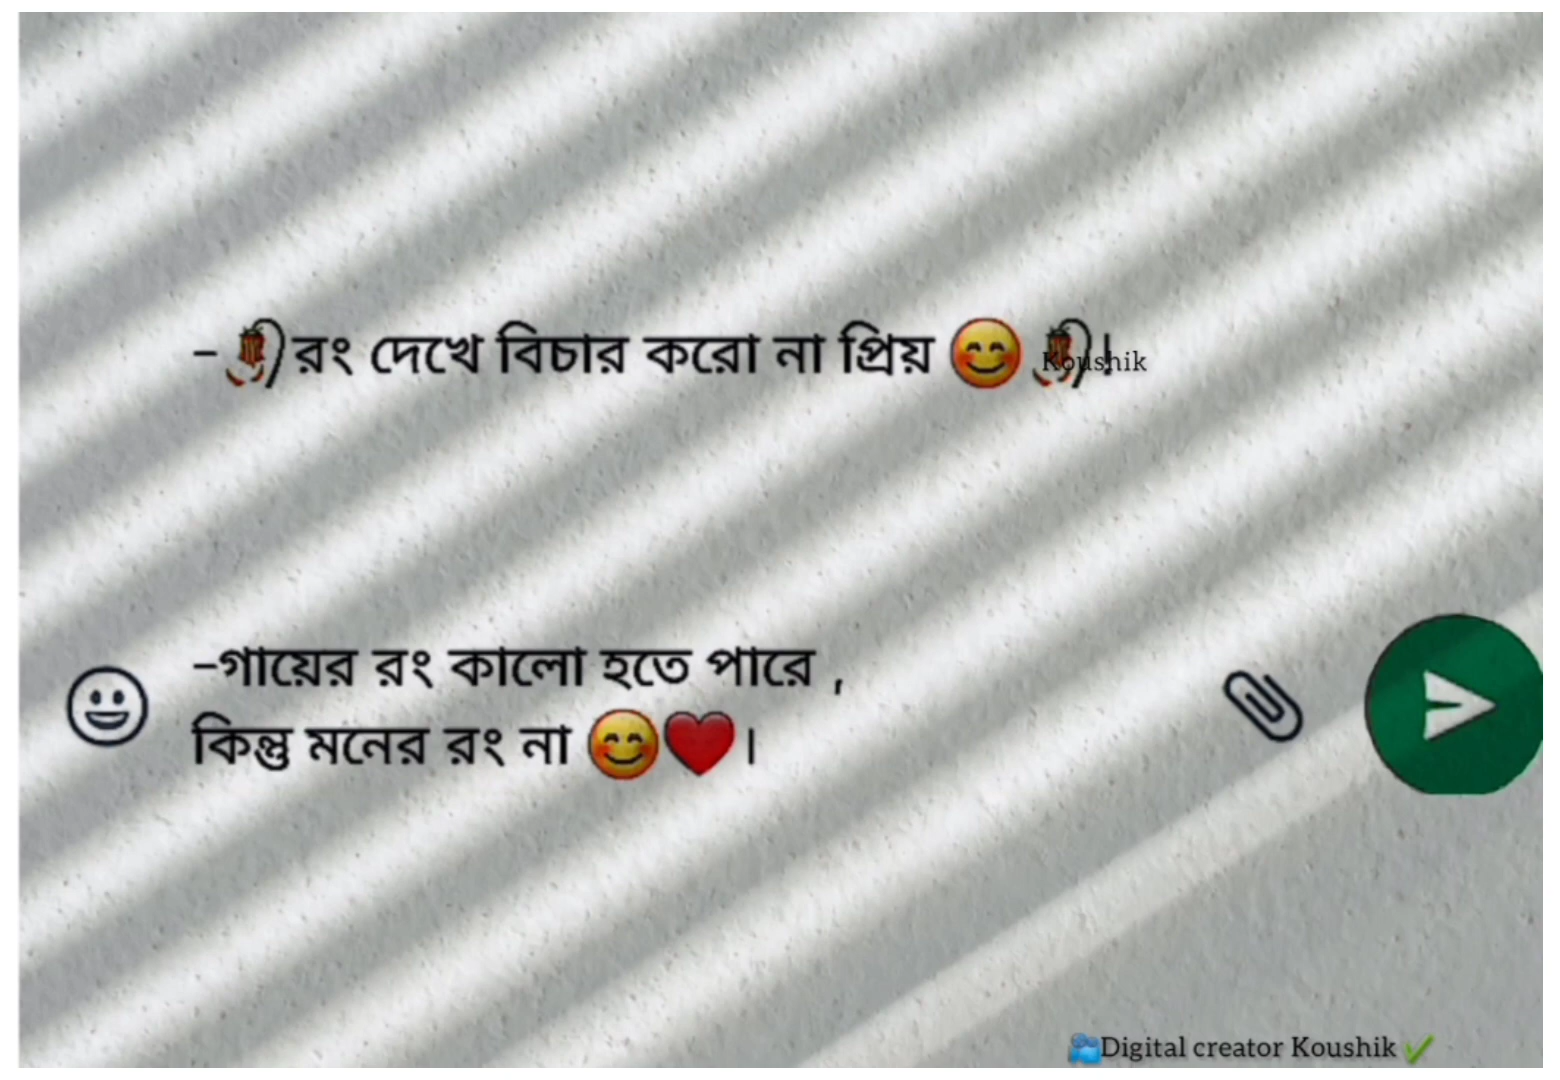 - রং দেখে বিচার করো না প্রিয় 😊 !
Koushik
-গায়ের রং কালো হতে পারে ,
কিন্তু মনের রং না 😊❤️।
Digital creator Koushik ✔